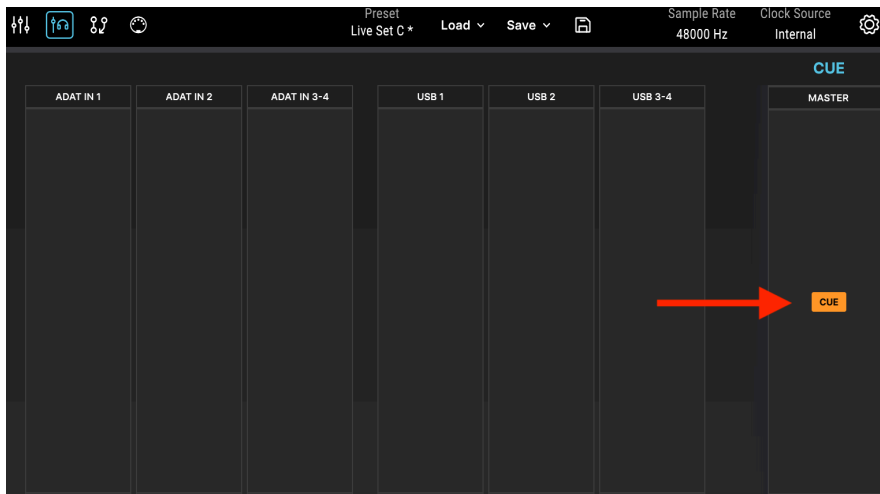 Preset
Live Set C *
Load
Save
Sample Rate
48000 Hz
Clock Source
Internal
CUE
ADAT IN 1
ADAT IN 2
ADAT IN 3-4
USB 1
USB 2
USB 3-4
MASTER
CUE